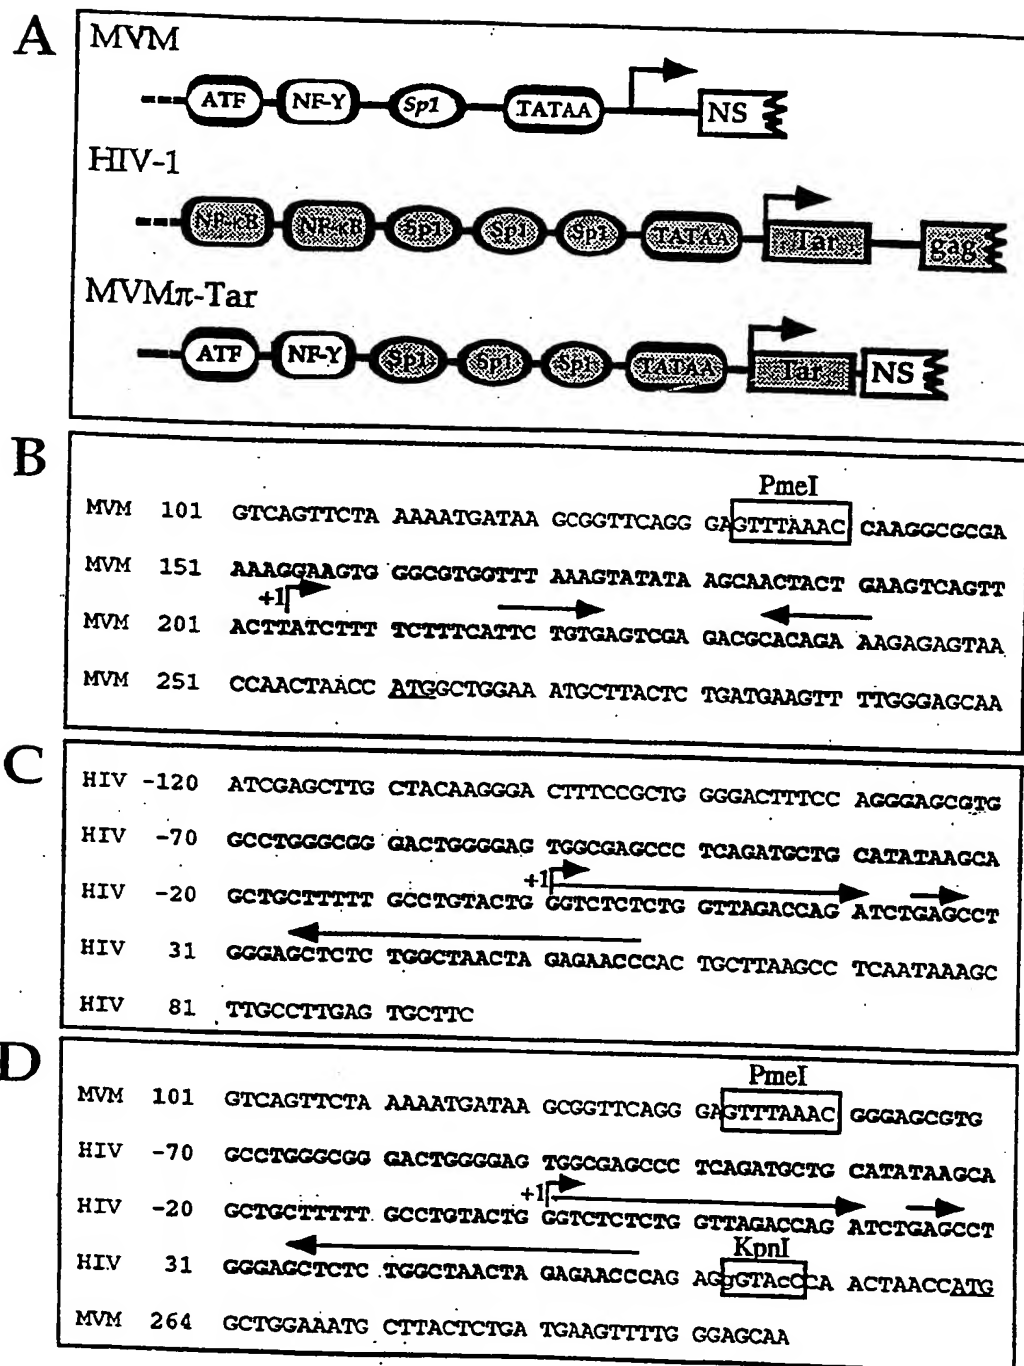 A
MVM
ATF NF-Y Sp1 TATAA NS
HIV-1
NF-κB NF-κB Sp1 Sp1 Sp1 TATAA Tar gag
MVMπ-Tar
ATF NF-Y Sp1 Sp1 Sp1 TATAA Tar NS
B
PmeI
MVM 101 GTCAGTTCTA AAAATGATAA GCGGTTCAGG GAGTTTAAAC CAAGGCGCGA
MVM 151 AAAGGAAGTG GGCGTGGTTT AAAGTATATA AGCAACTACT GAAGTCAGTT
+1
MVM 201 ACTTATCTTT TCTTTCATTC TGTGAGTCGA GACGCACAGA AAGAGAGTAA
MVM 251 CCAACTAACC ATGGCTGGAA ATGCTTACTC TGATGAAGTT TTGGGAGCAA
C
HIV -120 ATCGAGCTTG CTACAAGGGA CTTTCCGCTG GGGACTTTCC AGGGAGCGTG
HIV -70 GCCTGGGCGG GACTGGGGAG TGGCGAGCCC TCAGATGCTG CATATAAGCA
+1
HIV -20 GCTGCTTTTT GCCTGTACTG GGTCTCTCTG GTTAGACCAG ATCTGAGCCT
HIV 31 GGGAGCTCTC TGGCTAACTA GAGAACCCAC TGCTTAAGCC TCAATAAAGC
HIV 81 TTGCCTTGAG TGCTTC
D
PmeI
MVM 101 GTCAGTTCTA AAAATGATAA GCGGTTCAGG GAGTTTAAAC GGGAGCGTG
HIV -70 GCCTGGGCGG GACTGGGGAG TGGCGAGCCC TCAGATGCTG CATATAAGCA
+1
HIV -20 GCTGCTTTTT GCCTGTACTG GGTCTCTCTG GTTAGACCAG ATCTGAGCCT
KpnI
HIV 31 GGGAGCTCTC TGGCTAACTA GAGAACCCAG AGgGTAcCCA ACTAACCATG
MVM 264 GCTGGAAATG CTTACTCTGA TGAAGTTTTG GGAGCAA